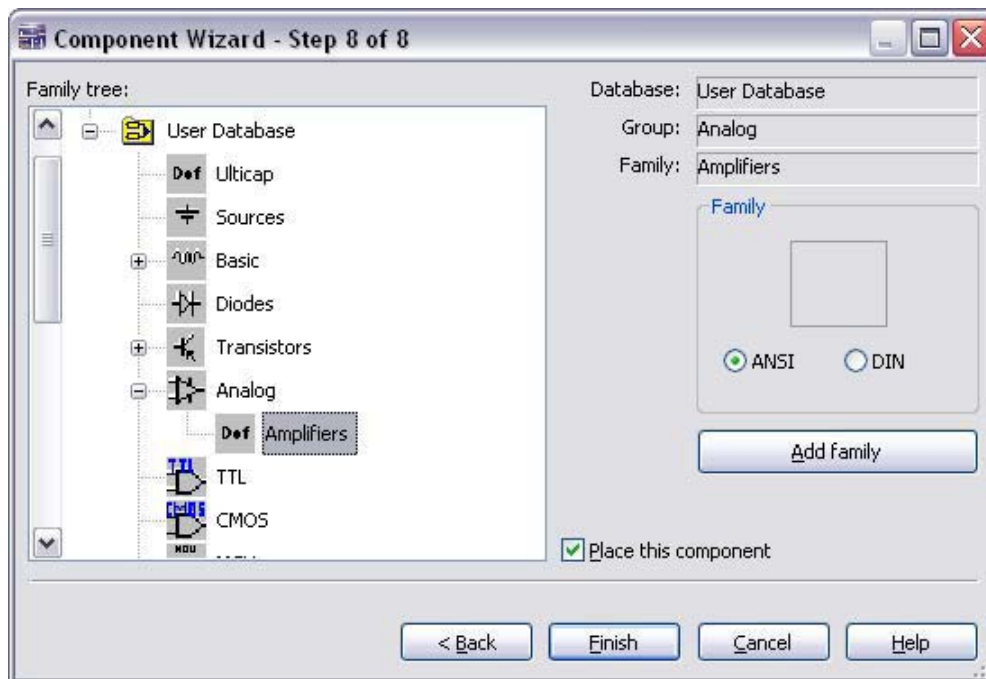 Component Wizard - Step 8 of 8
Family tree:
User Database
Def Ulticap
Sources
Basic
Diodes
Transistors
Analog
Def Amplifiers
TTL TTL
CMOS CMOS
Database: User Database
Group: Analog
Family: Amplifiers
Family
ANSI DIN
Add family
Place this component
< Back Finish Cancel Help